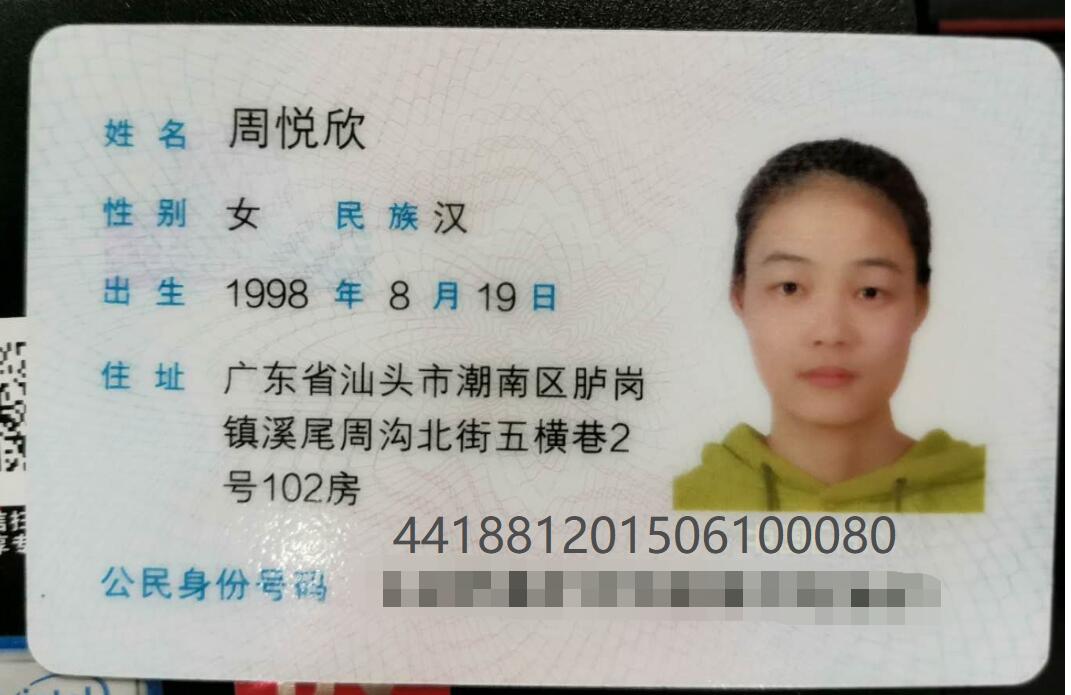 姓名 周悦欣
性别 女 民族 汉
出生 1998 年 8 月 19 日
住址 广东省汕头市潮南区胪岗
镇溪尾周沟北街五横巷2
号102房
441881201506100080
公民身份号码